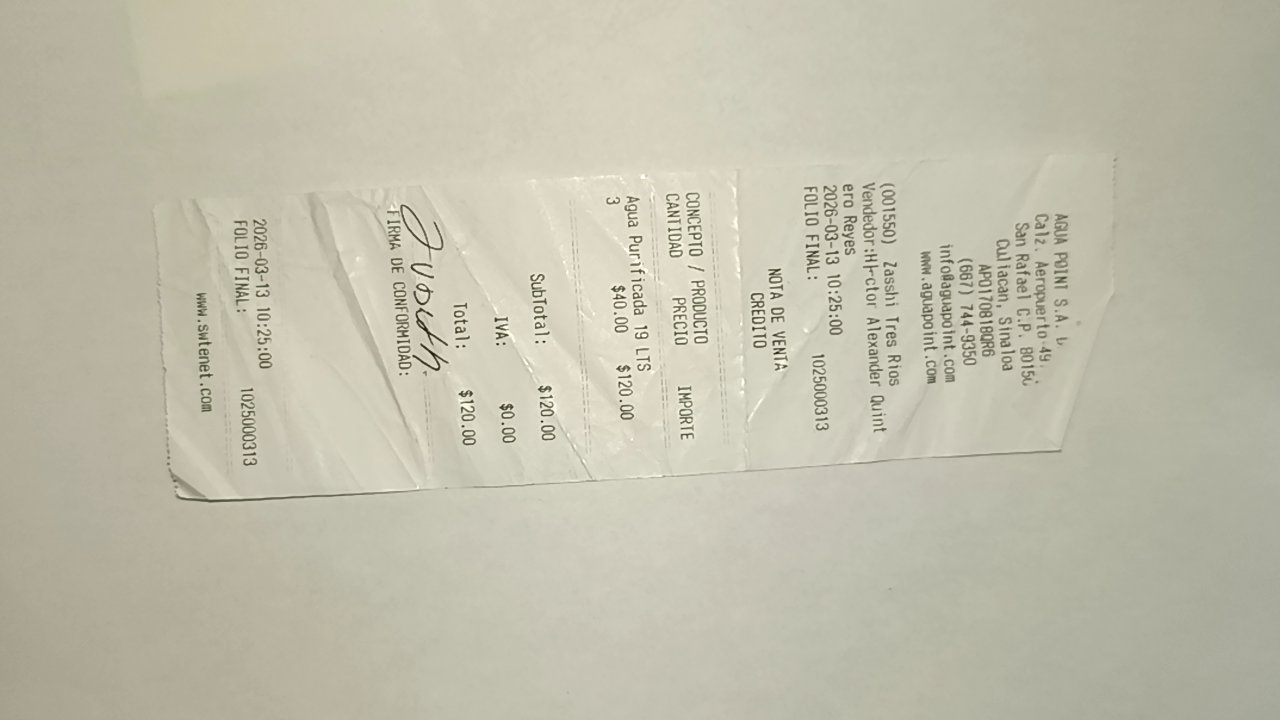 AGUA POINT S.A. D
Calz. Aeropuerto 49,
San Rafael C.P. 80150
Culiacan, Sinaloa
APO170818QR6
(667) 744-9350
info@aguapoint.com
www.aguapoint.com
(001550) Zasshi Tres Rios
Vendedor:H├ctor Alexander Quint
ero Reyes
2026-03-13 10:25:00
FOLIO FINAL: 1025000313
NOTA DE VENTA
CREDITO
CONCEPTO / PRODUCTO
CANTIDAD PRECIO IMPORTE
Agua Purificada 19 LTS
3 $40.00 $120.00
SubTotal: $120.00
IVA: $0.00
Total: $120.00
FIRMA DE CONFORMIDAD:
2026-03-13 10:25:00
FOLIO FINAL: 1025000313
www.swtenet.com